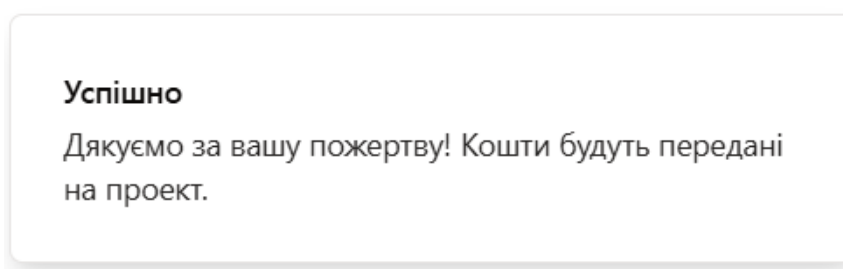 Успішно
Дякуємо за вашу пожертву! Кошти будуть передані
на проект.